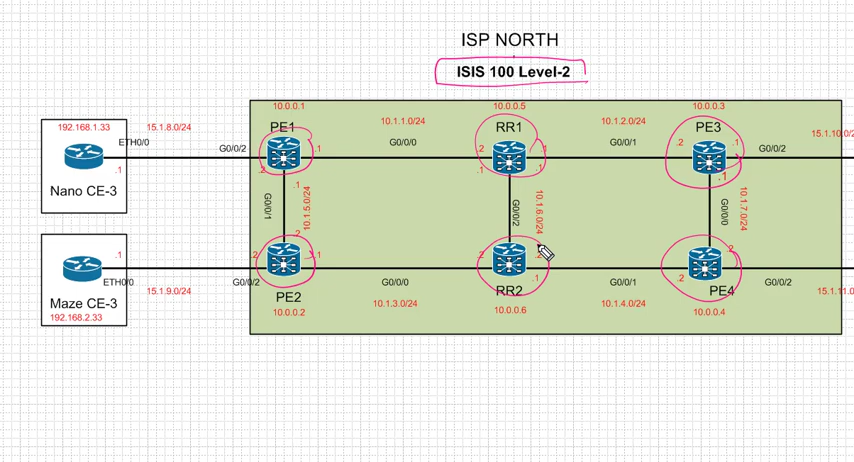 ISP NORTH
ISIS 100 Level-2
10.0.0.1
10.0.0.5
10.0.0.3
192.168.1.33
15.1.8.0/24
PE1
10.1.1.0/24
RR1
10.1.2.0/24
PE3
15.1.10.0/2
ETH0/0
G0/0/2
.1
G0/0/0
.2
.1
G0/0/1
.2
.1
G0/0/2
.1
.2
.1
.1
.1
Nano CE-3
G0/0/1
10.1.5.0/24
G0/0/2
10.1.6.0/24
G0/0/0
10.1.7.0/24
.2
.1
.2
.1
.2
.2
.2
ETH0/0
G0/0/2
G0/0/0
.1
G0/0/1
.2
G0/0/2
Maze CE-3
15.1.9.0/24
PE2
RR2
PE4
15.1.11.0
192.168.2.33
10.0.0.2
10.1.3.0/24
10.0.0.6
10.1.4.0/24
10.0.0.4